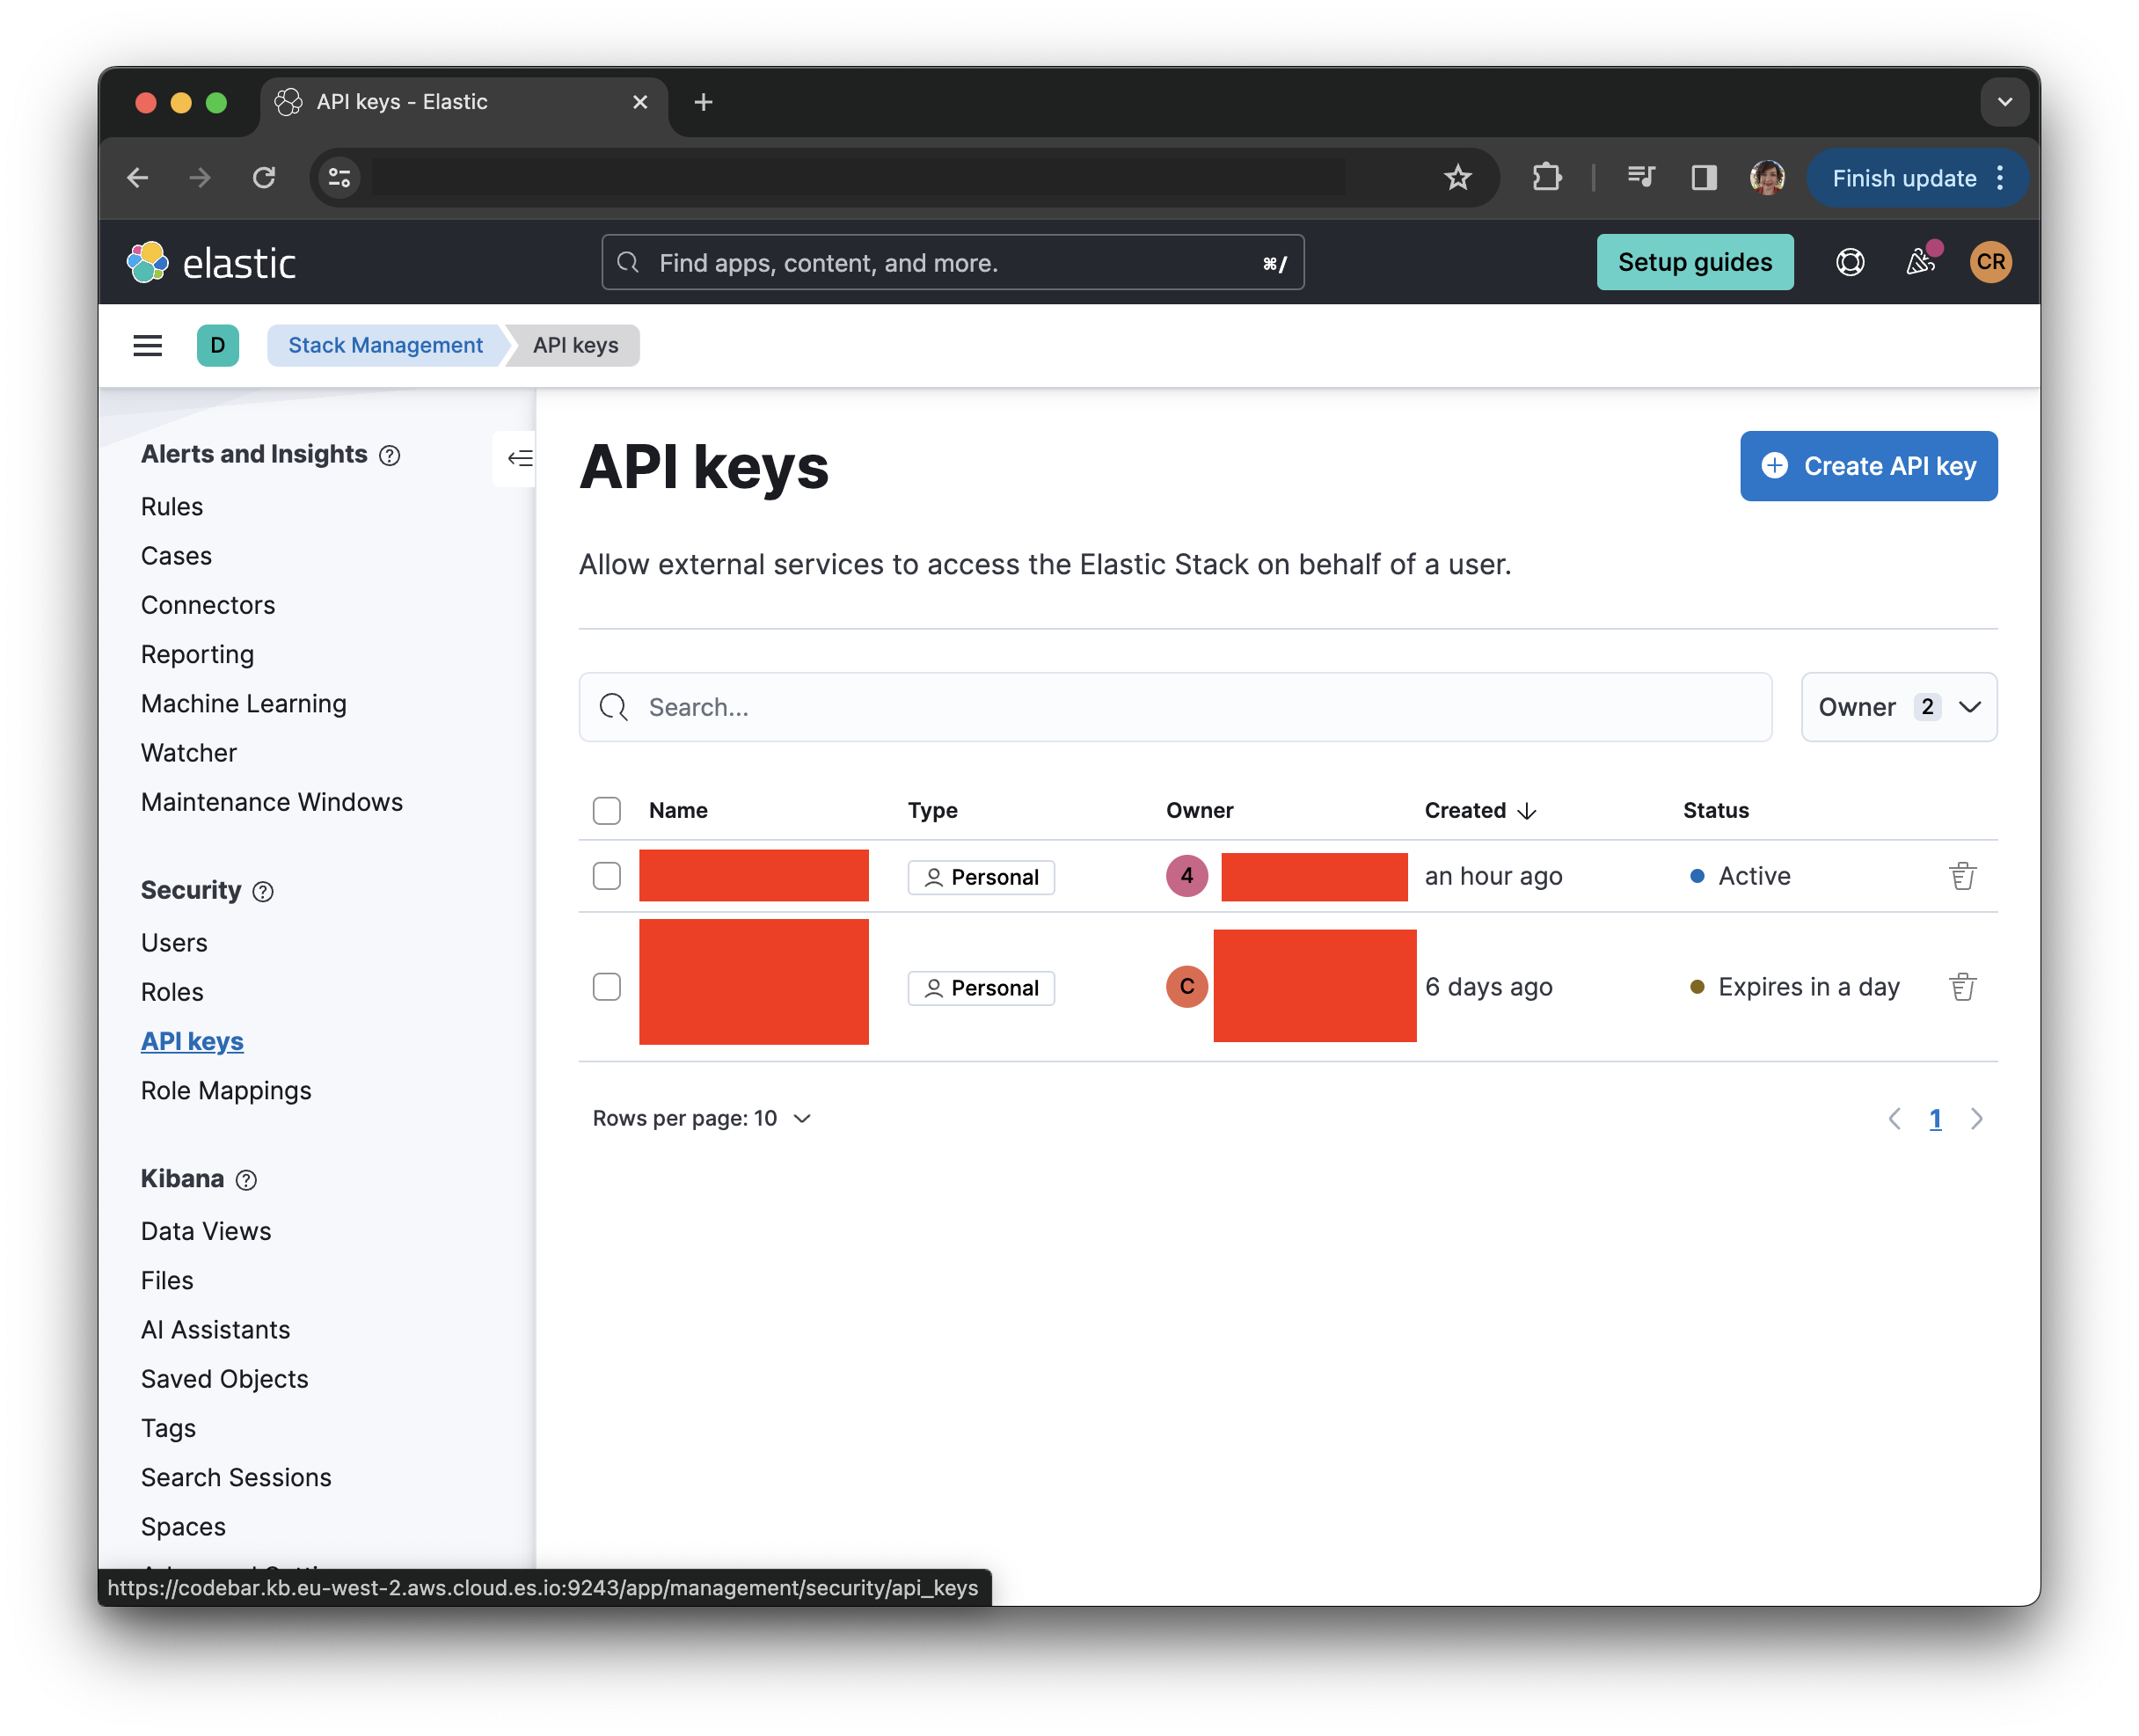 API keys - Elastic
Finish update
elastic
Find apps, content, and more.
⌘/
Setup guides
CR
D
Stack Management
API keys
Alerts and Insights
Rules
Cases
Connectors
Reporting
Machine Learning
Watcher
Maintenance Windows
Security
Users
Roles
API keys
Role Mappings
Kibana
Data Views
Files
AI Assistants
Saved Objects
Tags
Search Sessions
Spaces
API keys
Create API key
Allow external services to access the Elastic Stack on behalf of a user.
Search...
Owner 2
Name Type Owner Created Status
Personal 4 an hour ago Active
Personal C 6 days ago Expires in a day
Rows per page: 10
1
https://codebar.kb.eu-west-2.aws.cloud.es.io:9243/app/management/security/api_keys